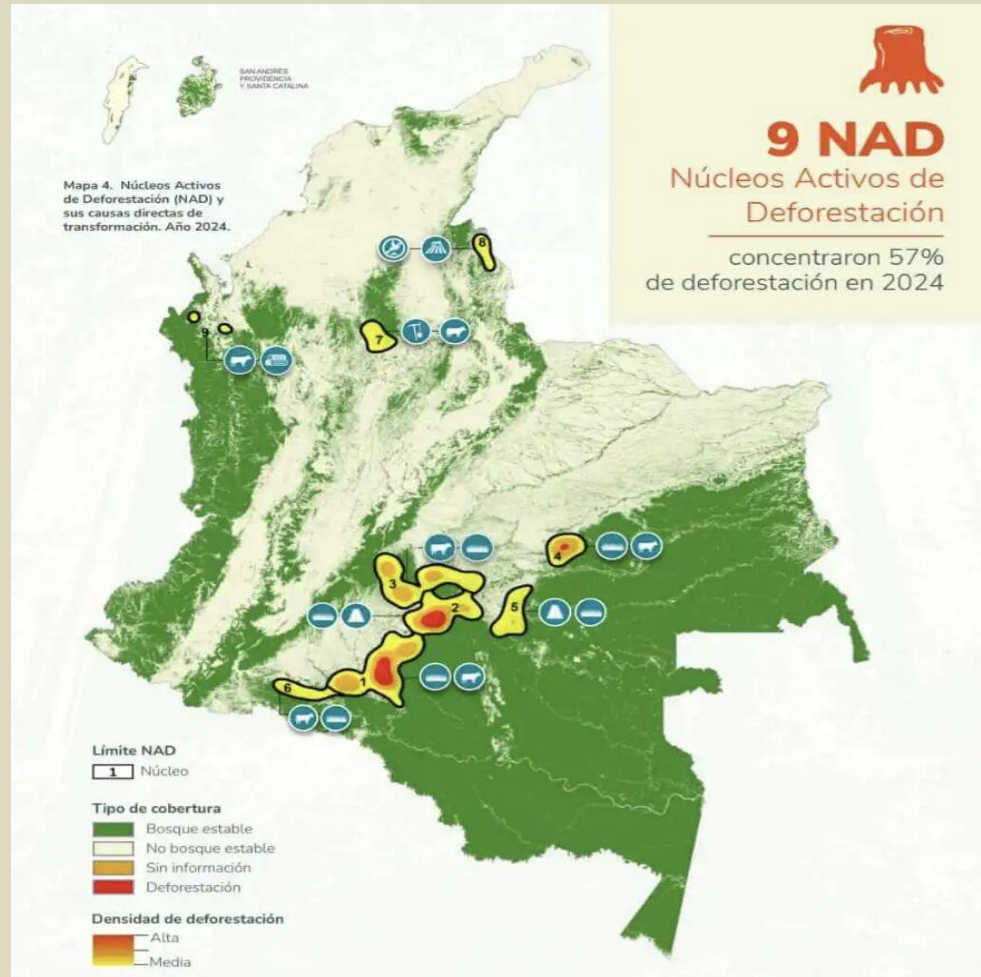 SAN ANDRÉS
PROVIDENCIA
Y SANTA CATALINA
9 NAD
Núcleos Activos de
Deforestación
concentraron 57%
de deforestación en 2024
Mapa 4. Núcleos Activos
de Deforestación (NAD) y
sus causas directas de
transformación. Año 2024.
8
9
7
4
3
2
5
1
6
Límite NAD
1 Núcleo
Tipo de cobertura
Bosque estable
No bosque estable
Sin información
Deforestación
Densidad de deforestación
Alta
Media